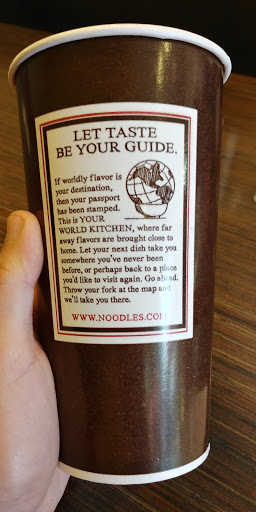 LET TASTE
BE YOUR GUIDE.
If worldly flavor is
your destination,
then your passport
has been stamped.
This is YOUR
WORLD KITCHEN, where far
away flavors are brought close to
home. Let your next dish take you
somewhere you've never been
before, or perhaps back to a place
you'd like to visit again. Go ahead.
Throw your fork at the map and
we'll take you there.
WWW.NOODLES.COM